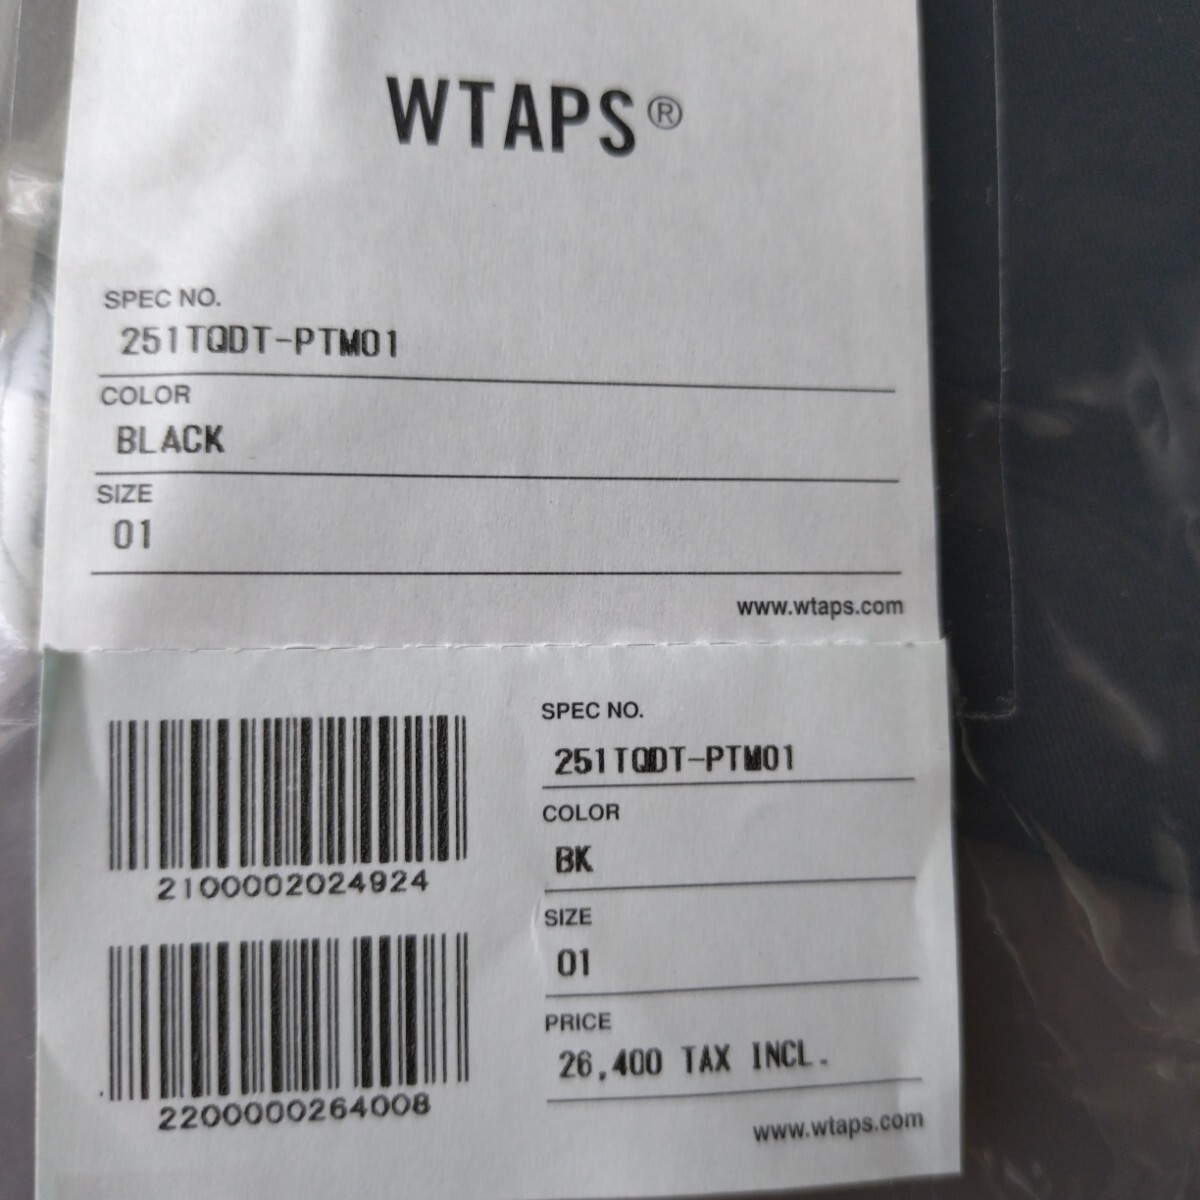 WTAPS®
SPEC NO.
251TQDT-PTM01
COLOR
BLACK
SIZE
01
www.wtaps.com
2100002024924
2200000264008
SPEC NO.
251TQDT-PTM01
COLOR
BK
SIZE
01
PRICE
26,400 TAX INCL.
www.wtaps.com